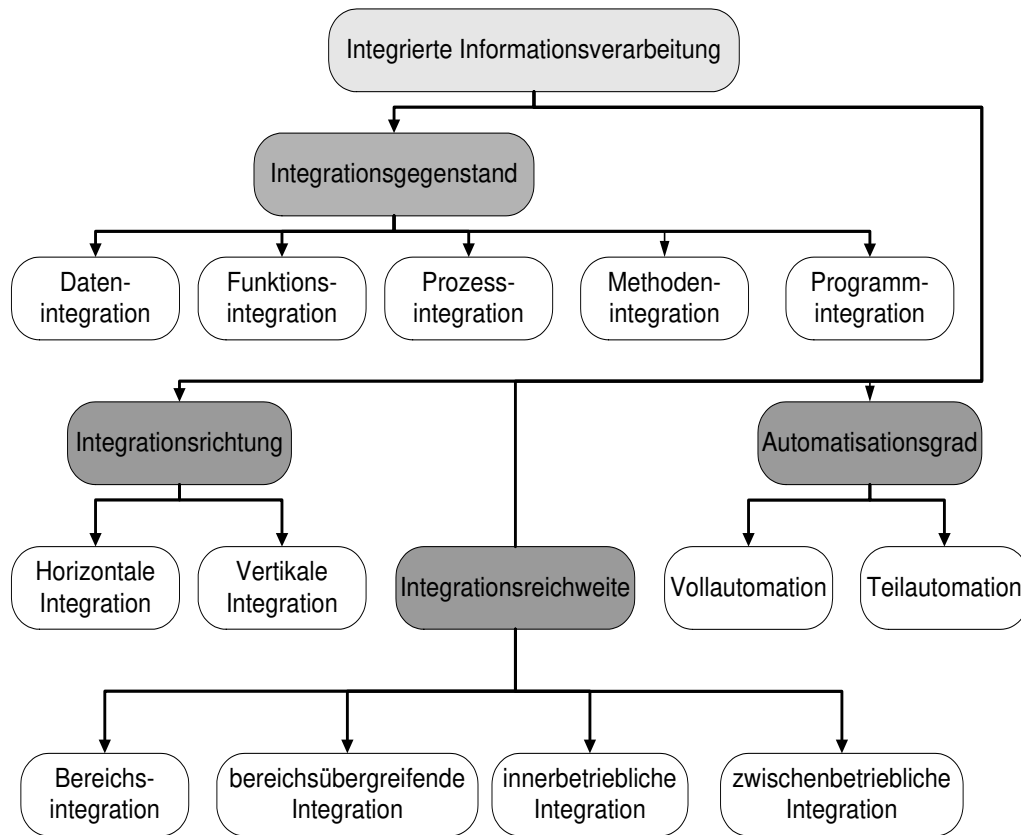 Integrierte Informationsverarbeitung
Integrationsgegenstand
Daten-
integration
Funktions-
integration
Prozess-
integration
Methoden-
integration
Programm-
integration
Integrationsrichtung
Automatisationsgrad
Horizontale
Integration
Vertikale
Integration
Integrationsreichweite
Vollautomation
Teilautomation
Bereichs-
integration
bereichsübergreifende
Integration
innerbetriebliche
Integration
zwischenbetriebliche
Integration